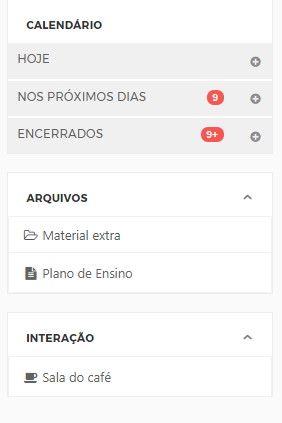 CALENDÁRIO
HOJE
NOS PRÓXIMOS DIAS 9
ENCERRADOS 9+
ARQUIVOS
Material extra
Plano de Ensino
INTERAÇÃO
Sala do café